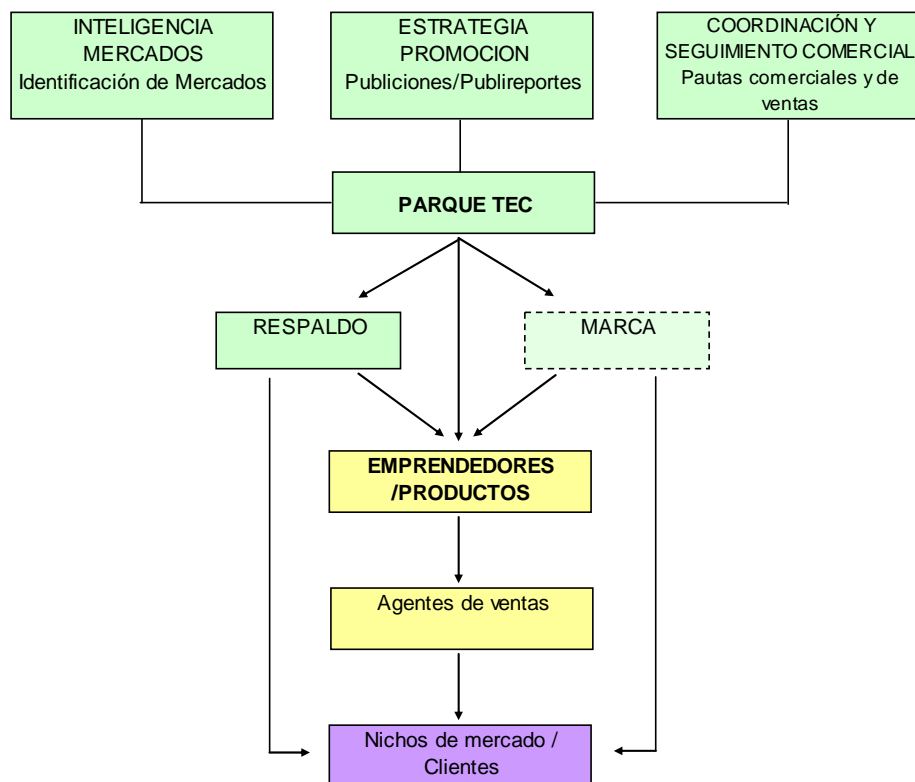 INTELIGENCIA
MERCADOS
Identificación de Mercados
ESTRATEGIA
PROMOCION
Publiciones/Publireportes
COORDINACIÓN Y
SEGUIMIENTO COMERCIAL
Pautas comerciales y de
ventas
PARQUE TEC
RESPALDO
MARCA
EMPRENDEDORES
/PRODUCTOS
Agentes de ventas
Nichos de mercado /
Clientes